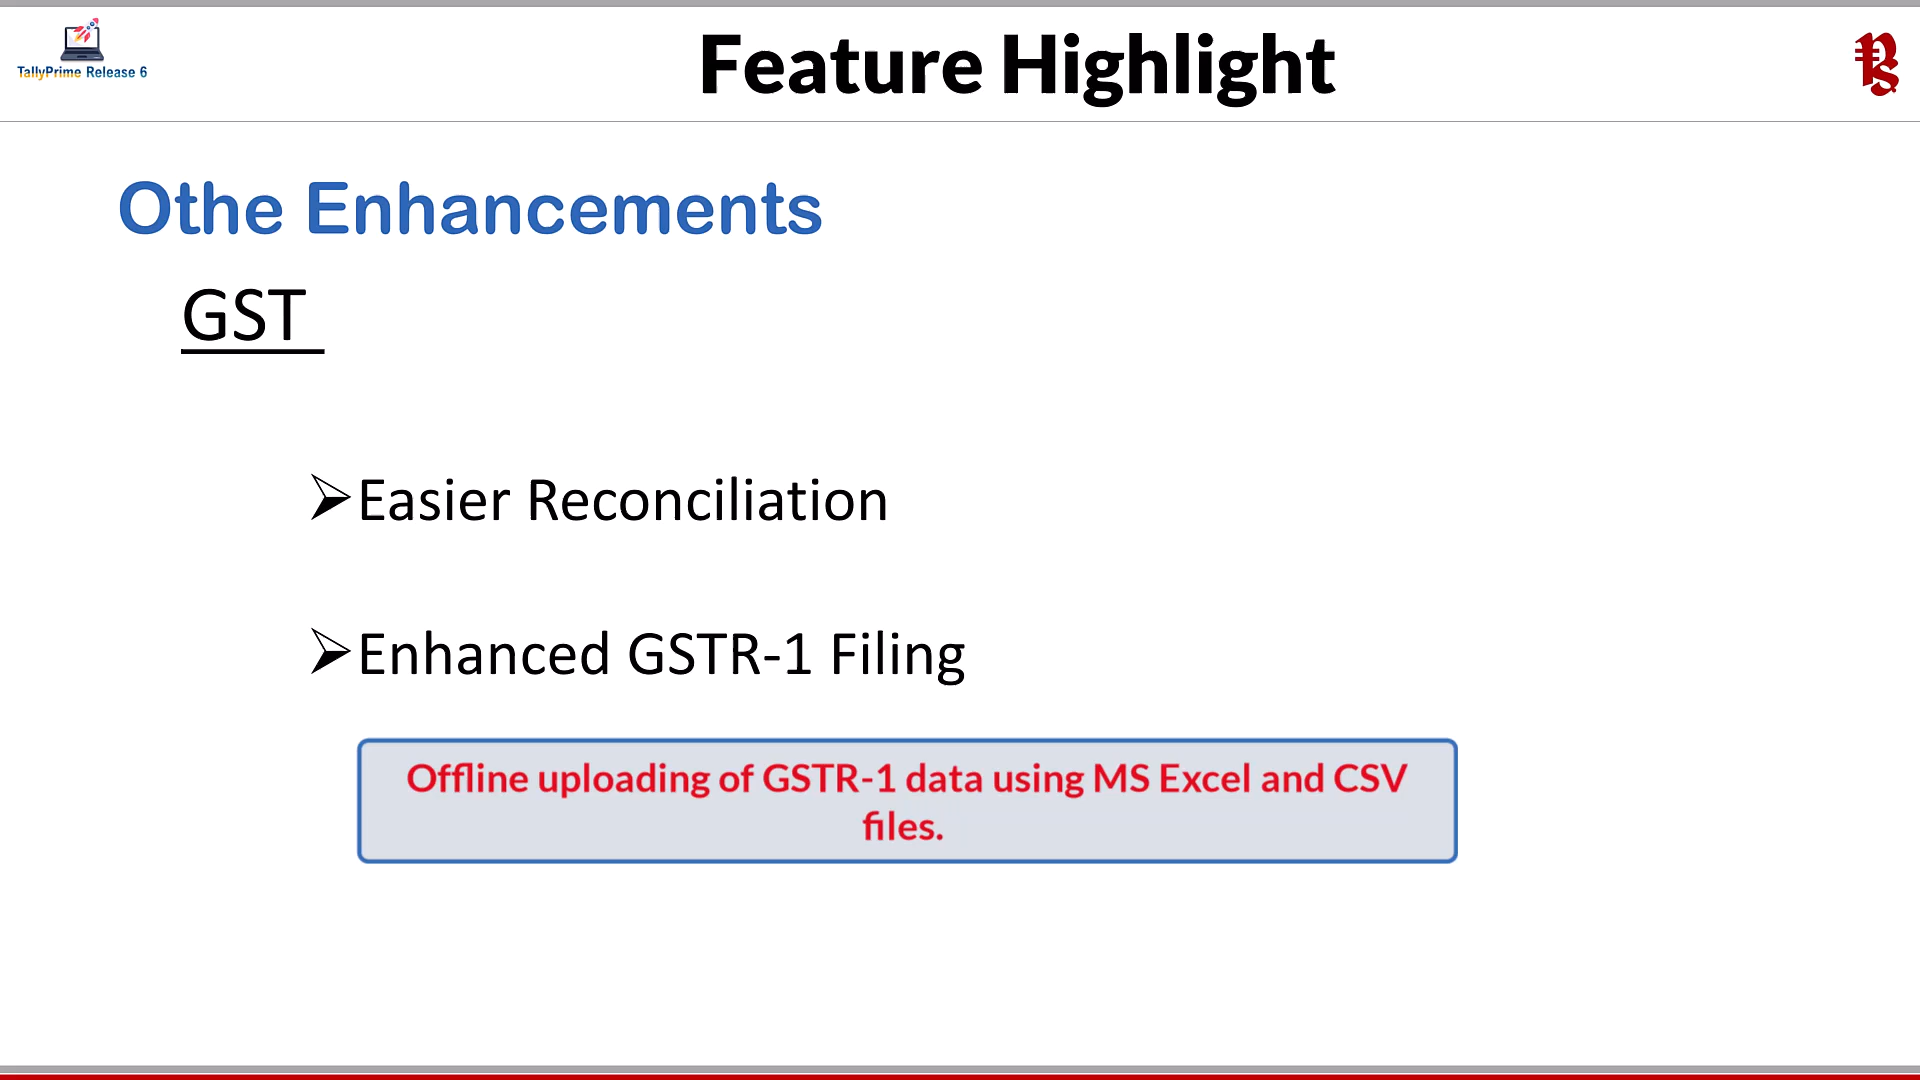 TallyPrime Release 6
Feature Highlight
Othe Enhancements
GST
➢Easier Reconciliation
➢Enhanced GSTR-1 Filing
Offline uploading of GSTR-1 data using MS Excel and CSV
files.